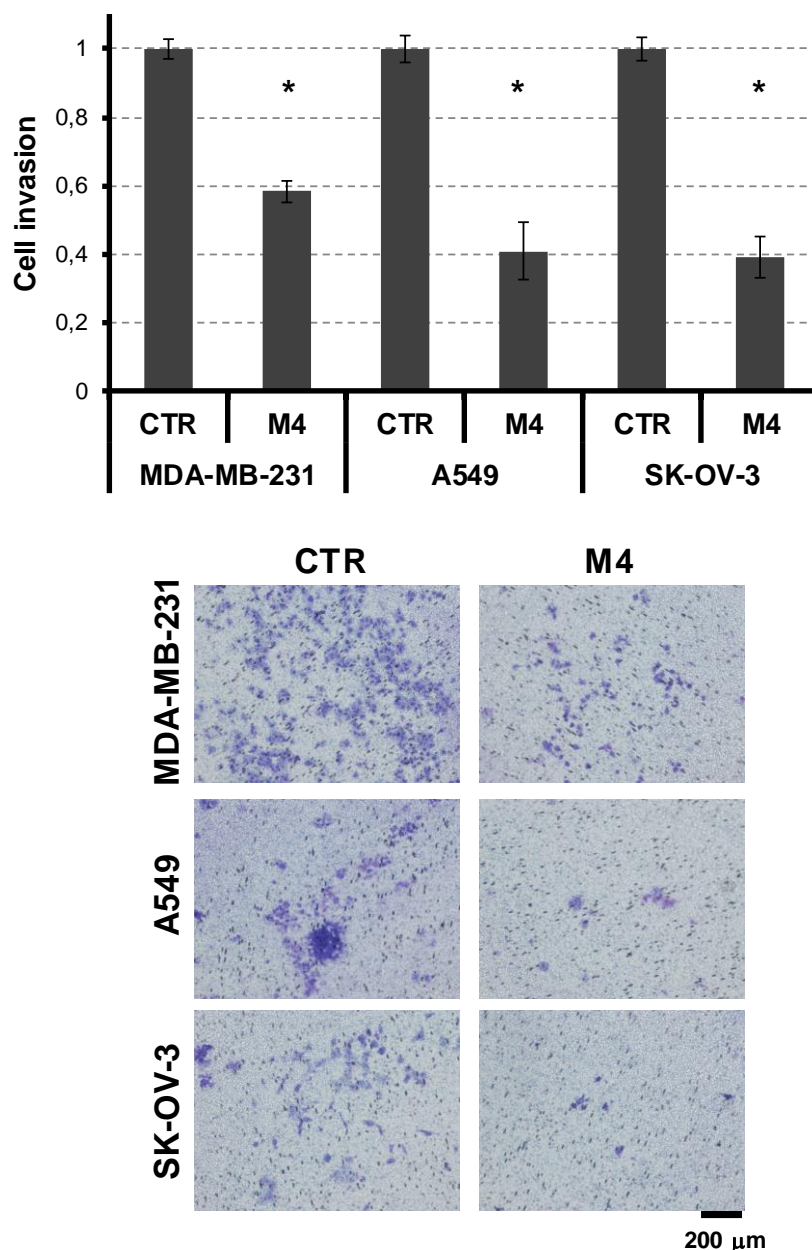 Cell invasion
1
0,8
0,6
0,4
0,2
0
* * *
CTR M4 CTR M4 CTR M4
MDA-MB-231 A549 SK-OV-3
CTR M4
MDA-MB-231
A549
SK-OV-3
200 μm